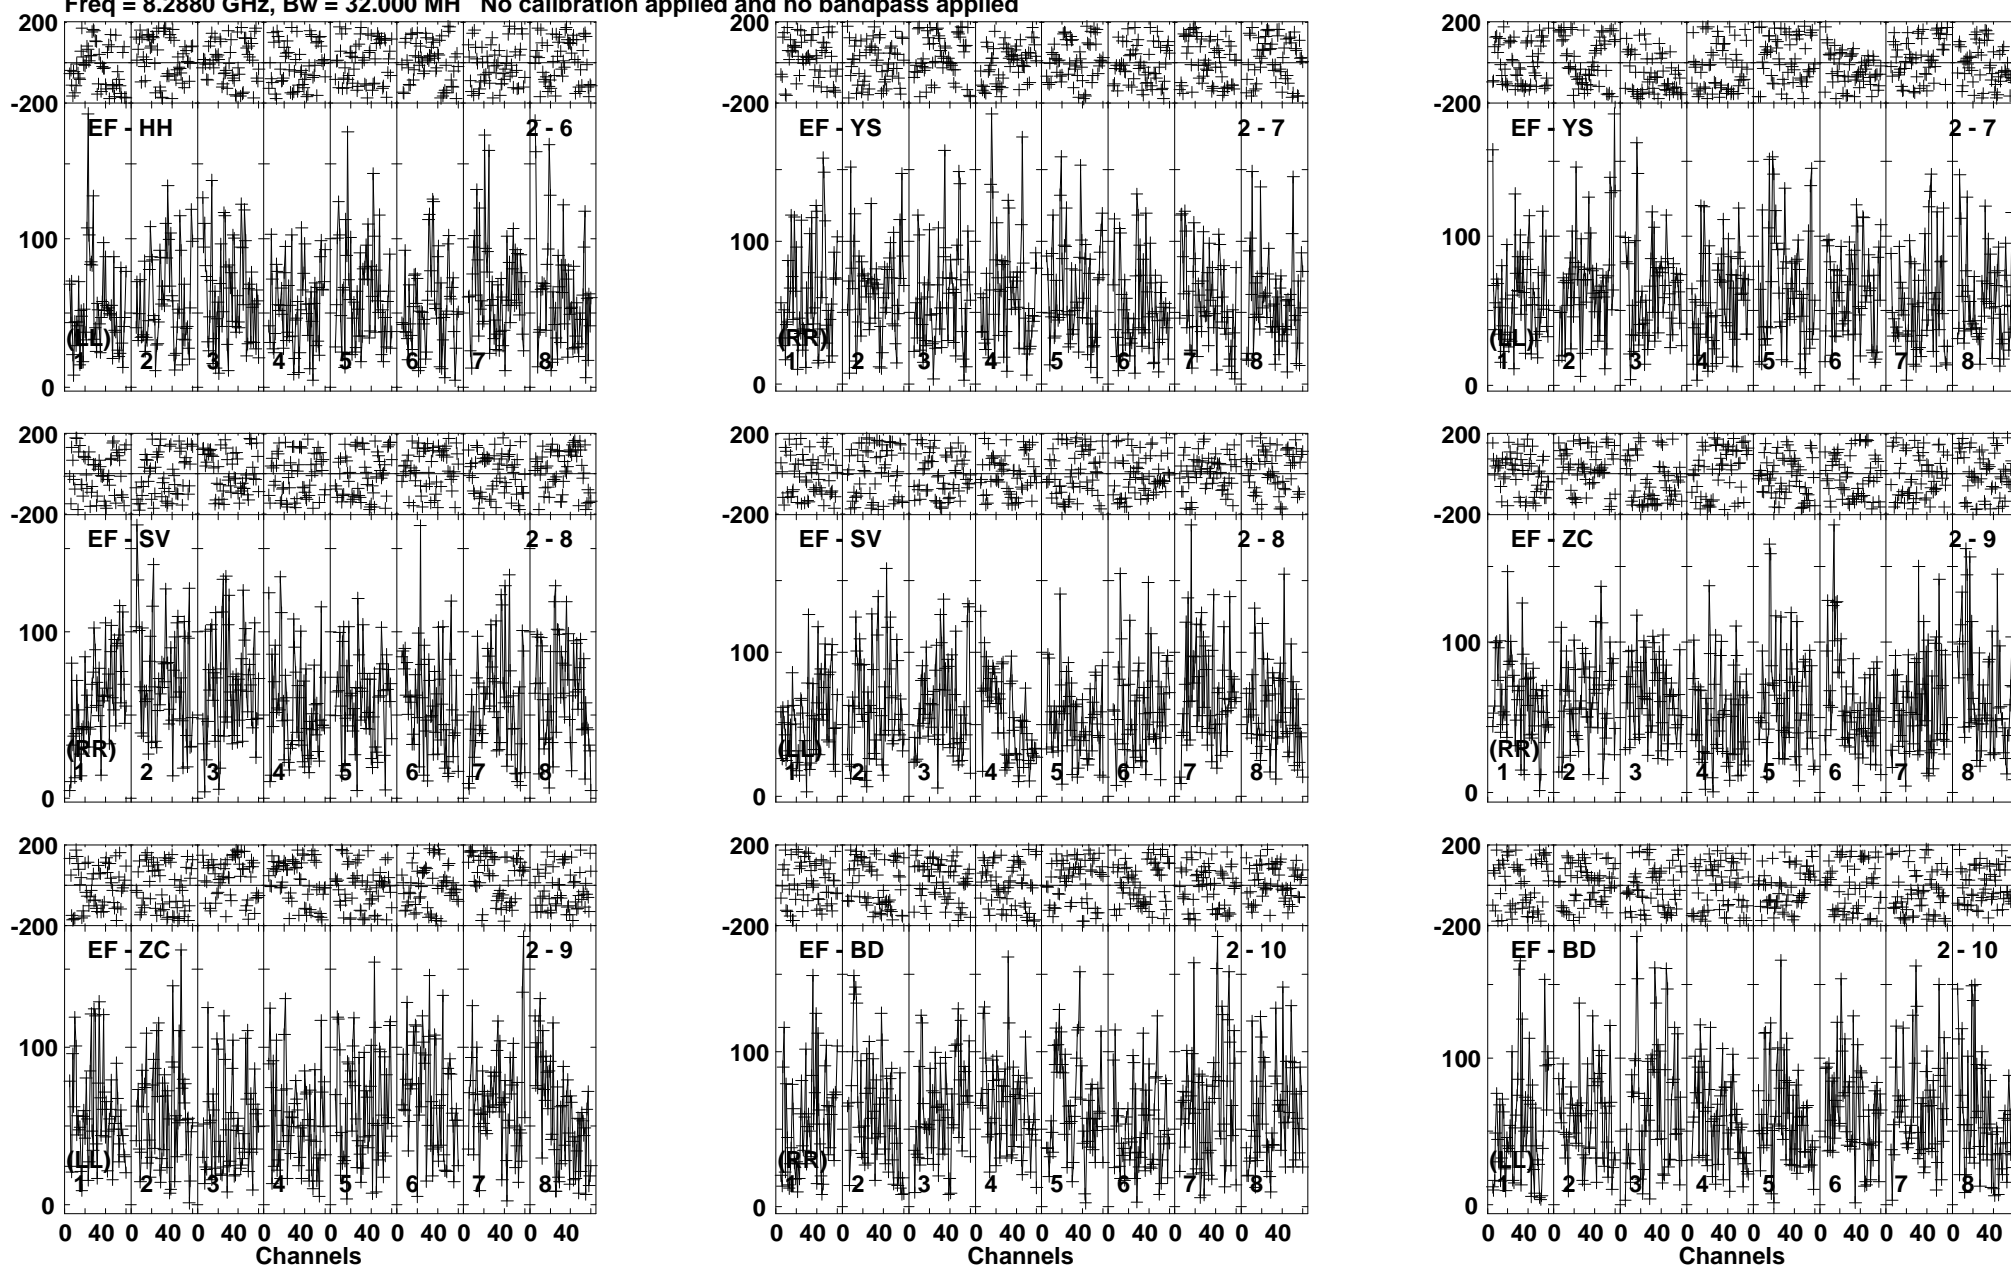 Freq = 8.2880 GHz, Bw = 32.000 MH No calibration applied and no bandpass applied
200 200 200
-200 -200 -200
EF - HH 2 - 6 EF - YS 2 - 7 EF - YS 2 - 7
100 100 100
(LL) (RR) (LL)
1 2 3 4 5 6 7 8 1 2 3 4 5 6 7 8 1 2 3 4 5 6 7 8
0 0 0
200 200 200
-200 -200 -200
EF - SV 2 - 8 EF - SV 2 - 8 EF - ZC 2 - 9
100 100 100
(RR) (LL) (RR)
1 2 3 4 5 6 7 8 1 2 3 4 5 6 7 8 1 2 3 4 5 6 7 8
0 0 0
200 200 200
-200 -200 -200
EF - ZC 2 - 9 EF - BD 2 - 10 EF - BD 2 - 10
100 100 100
(LL) (RR) (LL)
1 2 3 4 5 6 7 8 1 2 3 4 5 6 7 8 1 2 3 4 5 6 7 8
0 0 0
0 40 0 40 0 40 0 40 0 40 0 40 0 40 0 40 0 40 0 40 0 40 0 40 0 40 0 40 0 40 0 40 0 40 0 40 0 40 0 40 0 40 0 40 0 40 0 40
Channels Channels Channels